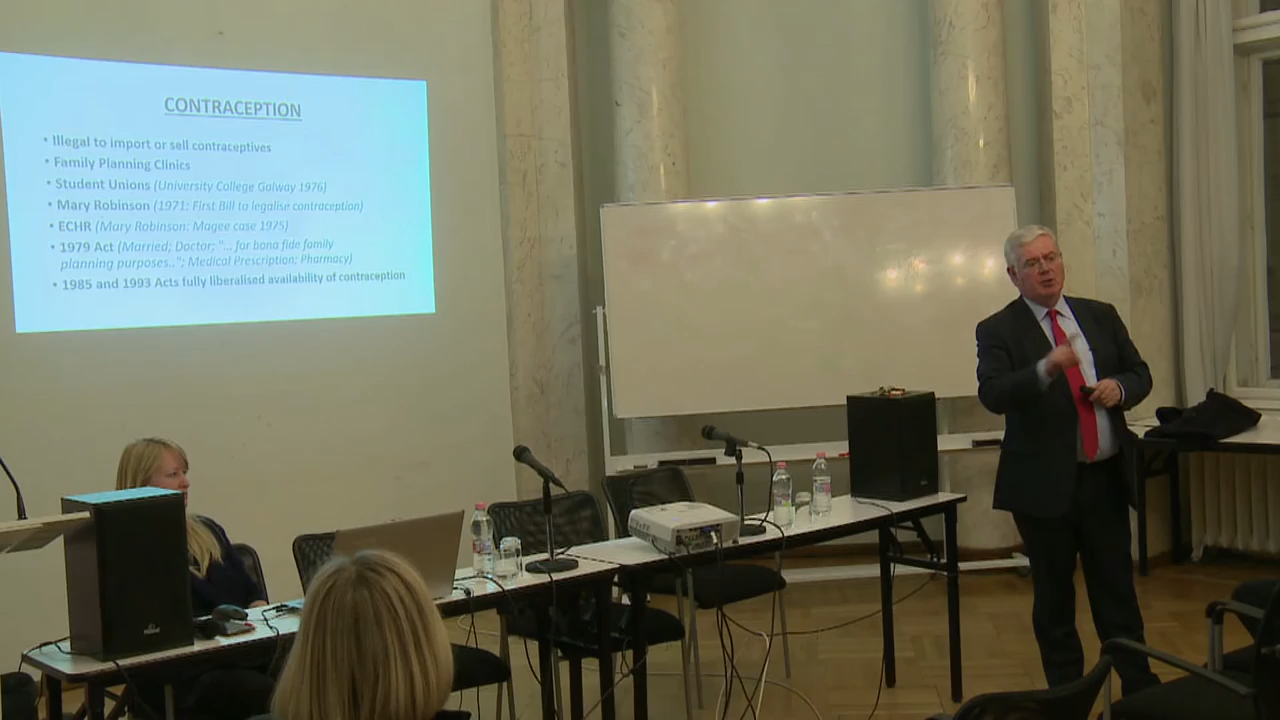 CONTRACEPTION
• Illegal to import or sell contraceptives
• Family Planning Clinics
• Student Unions (University College Galway 1976)
• Mary Robinson (1971: First Bill to legalise contraception)
• ECHR (Mary Robinson: Magee case 1975)
• 1979 Act (Married; Doctor; "... for bona fide family
planning purposes.."; Medical Prescription; Pharmacy)
• 1985 and 1993 Acts fully liberalised availability of contraception